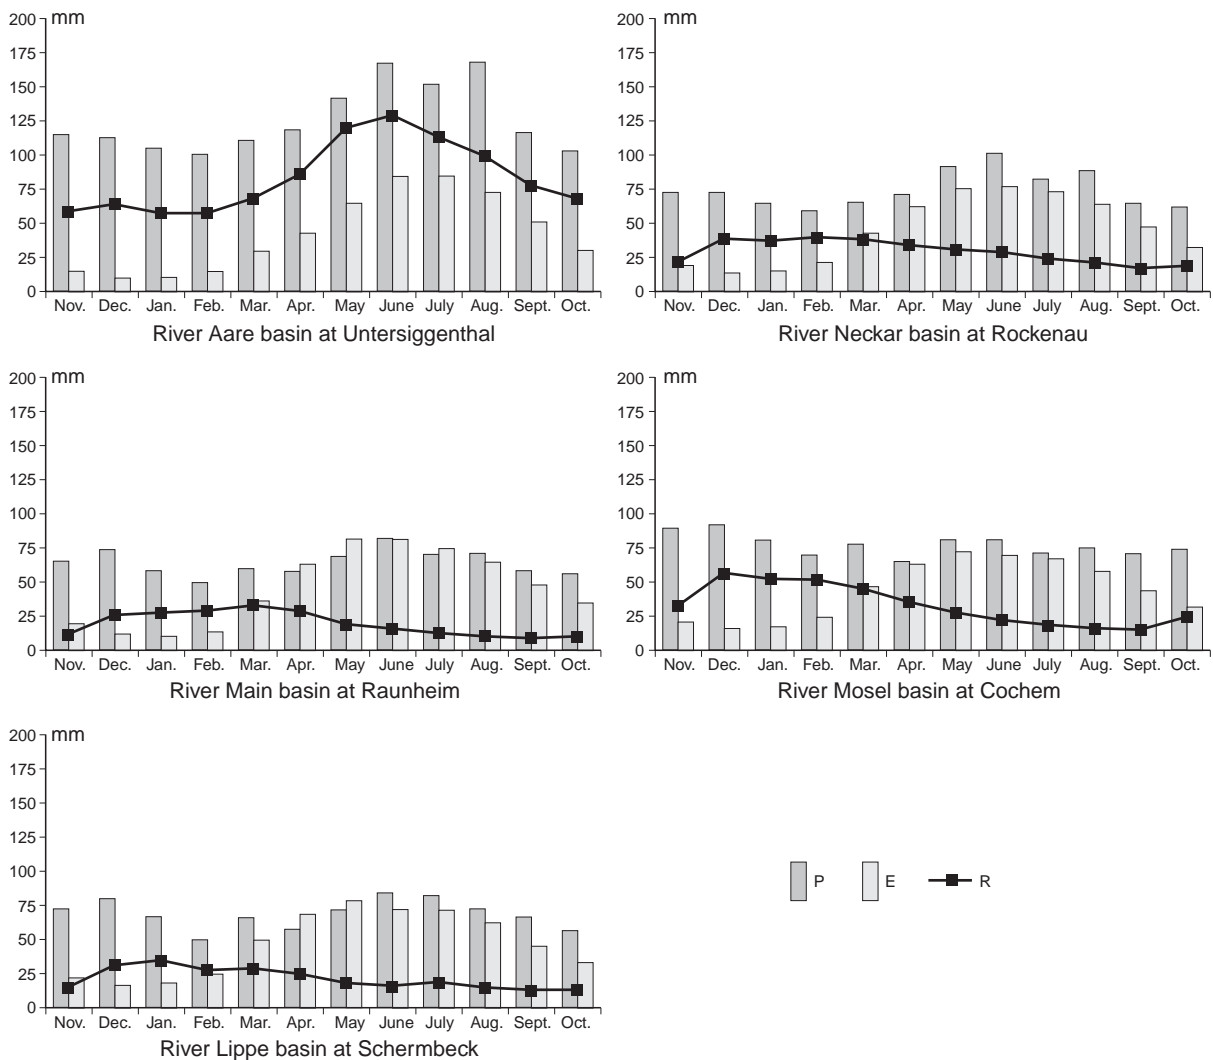 mm
200
175
150
125
100
75
50
25
0
Nov. Dec. Jan. Feb. Mar. Apr. May June July Aug. Sept. Oct.
River Aare basin at Untersiggenthal
mm
200
175
150
125
100
75
50
25
0
Nov. Dec. Jan. Feb. Mar. Apr. May June July Aug. Sept. Oct.
River Neckar basin at Rockenau
mm
200
175
150
125
100
75
50
25
0
Nov. Dec. Jan. Feb. Mar. Apr. May June July Aug. Sept. Oct.
River Main basin at Raunheim
mm
200
175
150
125
100
75
50
25
0
Nov. Dec. Jan. Feb. Mar. Apr. May June July Aug. Sept. Oct.
River Mosel basin at Cochem
mm
200
175
150
125
100
75
50
25
0
Nov. Dec. Jan. Feb. Mar. Apr. May June July Aug. Sept. Oct.
River Lippe basin at Schermbeck
P E R